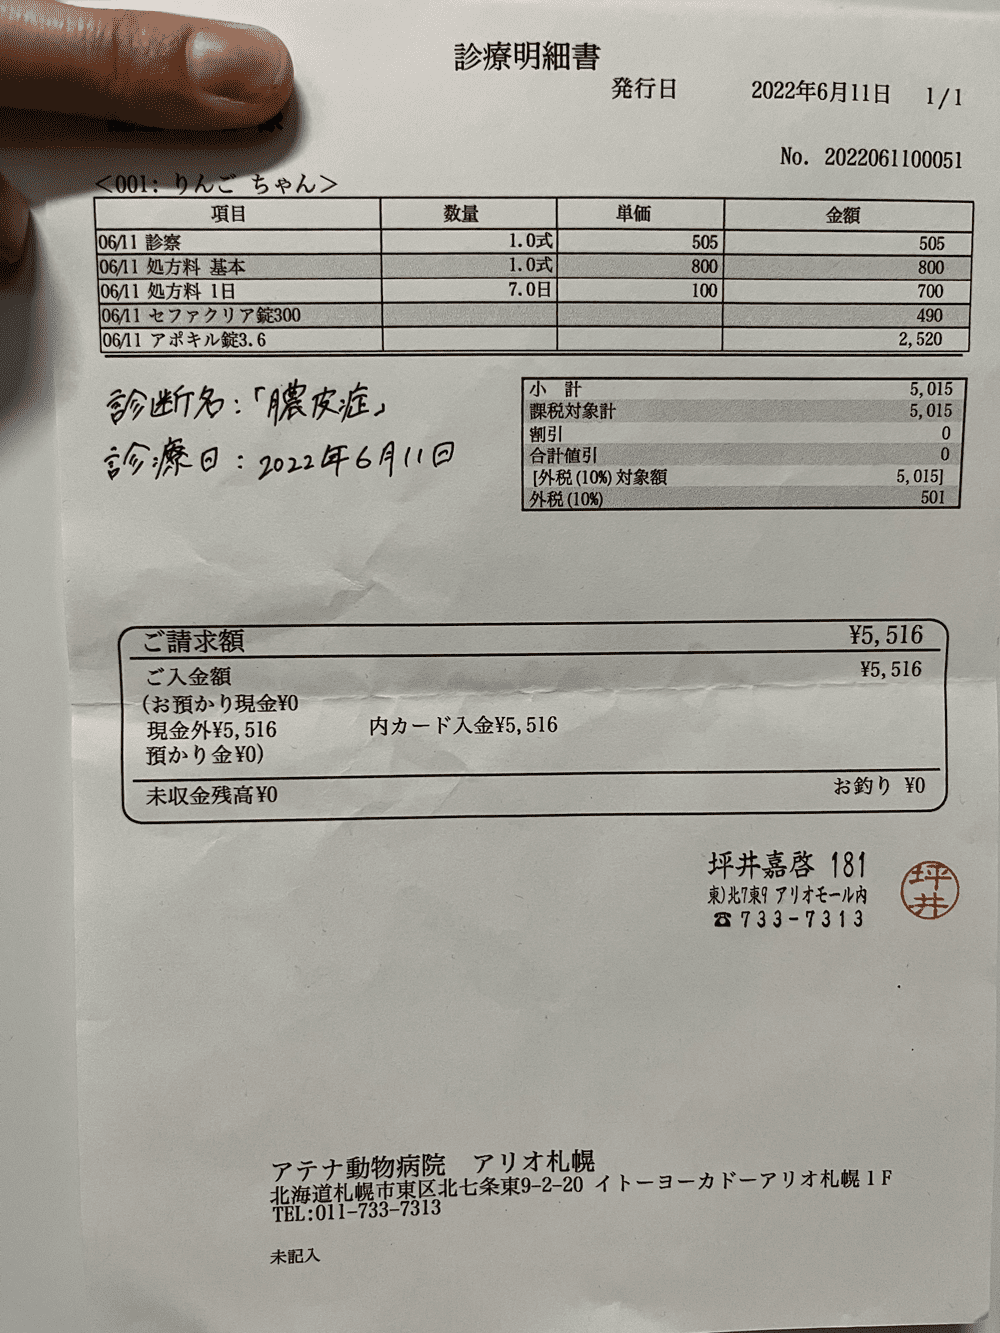 診療明細書
発行日 2022年6月11日 1/1
様
No. 2022061100051
<001: りんご ちゃん>
項目 数量 単価 金額
06/11 診察 1.0式 505 505
06/11 処方料 基本 1.0式 800 800
06/11 処方料 1日 7.0日 100 700
06/11 セファクリア錠300 490
06/11 アポキル錠3.6 2,520
診断名:「膿皮症」
診療日:2022年6月11日
小 計 5,015
課税対象計 5,015
割引 0
合計値引 0
[外税(10%)対象額 5,015]
外税(10%) 501
ご請求額 ¥5,516
ご入金額 ¥5,516
(お預かり現金¥0
現金外¥5,516 内カード入金¥5,516
預かり金¥0)
未収金残高¥0 お釣り ¥0
坪井嘉啓 181
東)北7東9 アリオモール内
☎733-7313
坪井
アテナ動物病院 アリオ札幌
北海道札幌市東区北七条東9-2-20 イトーヨーカドーアリオ札幌1F
TEL:011-733-7313
未記入